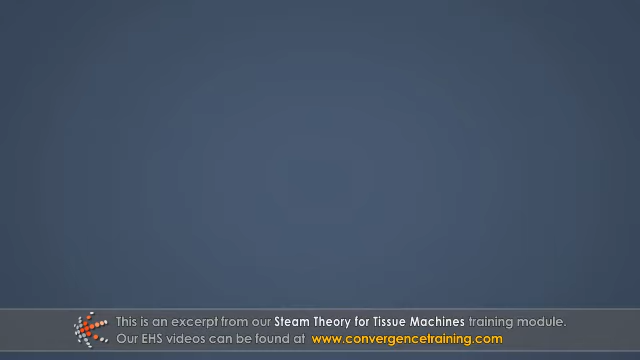 This is an excerpt from our Steam Theory for Tissue Machines training module.
Our EHS videos can be found at www.convergencetraining.com